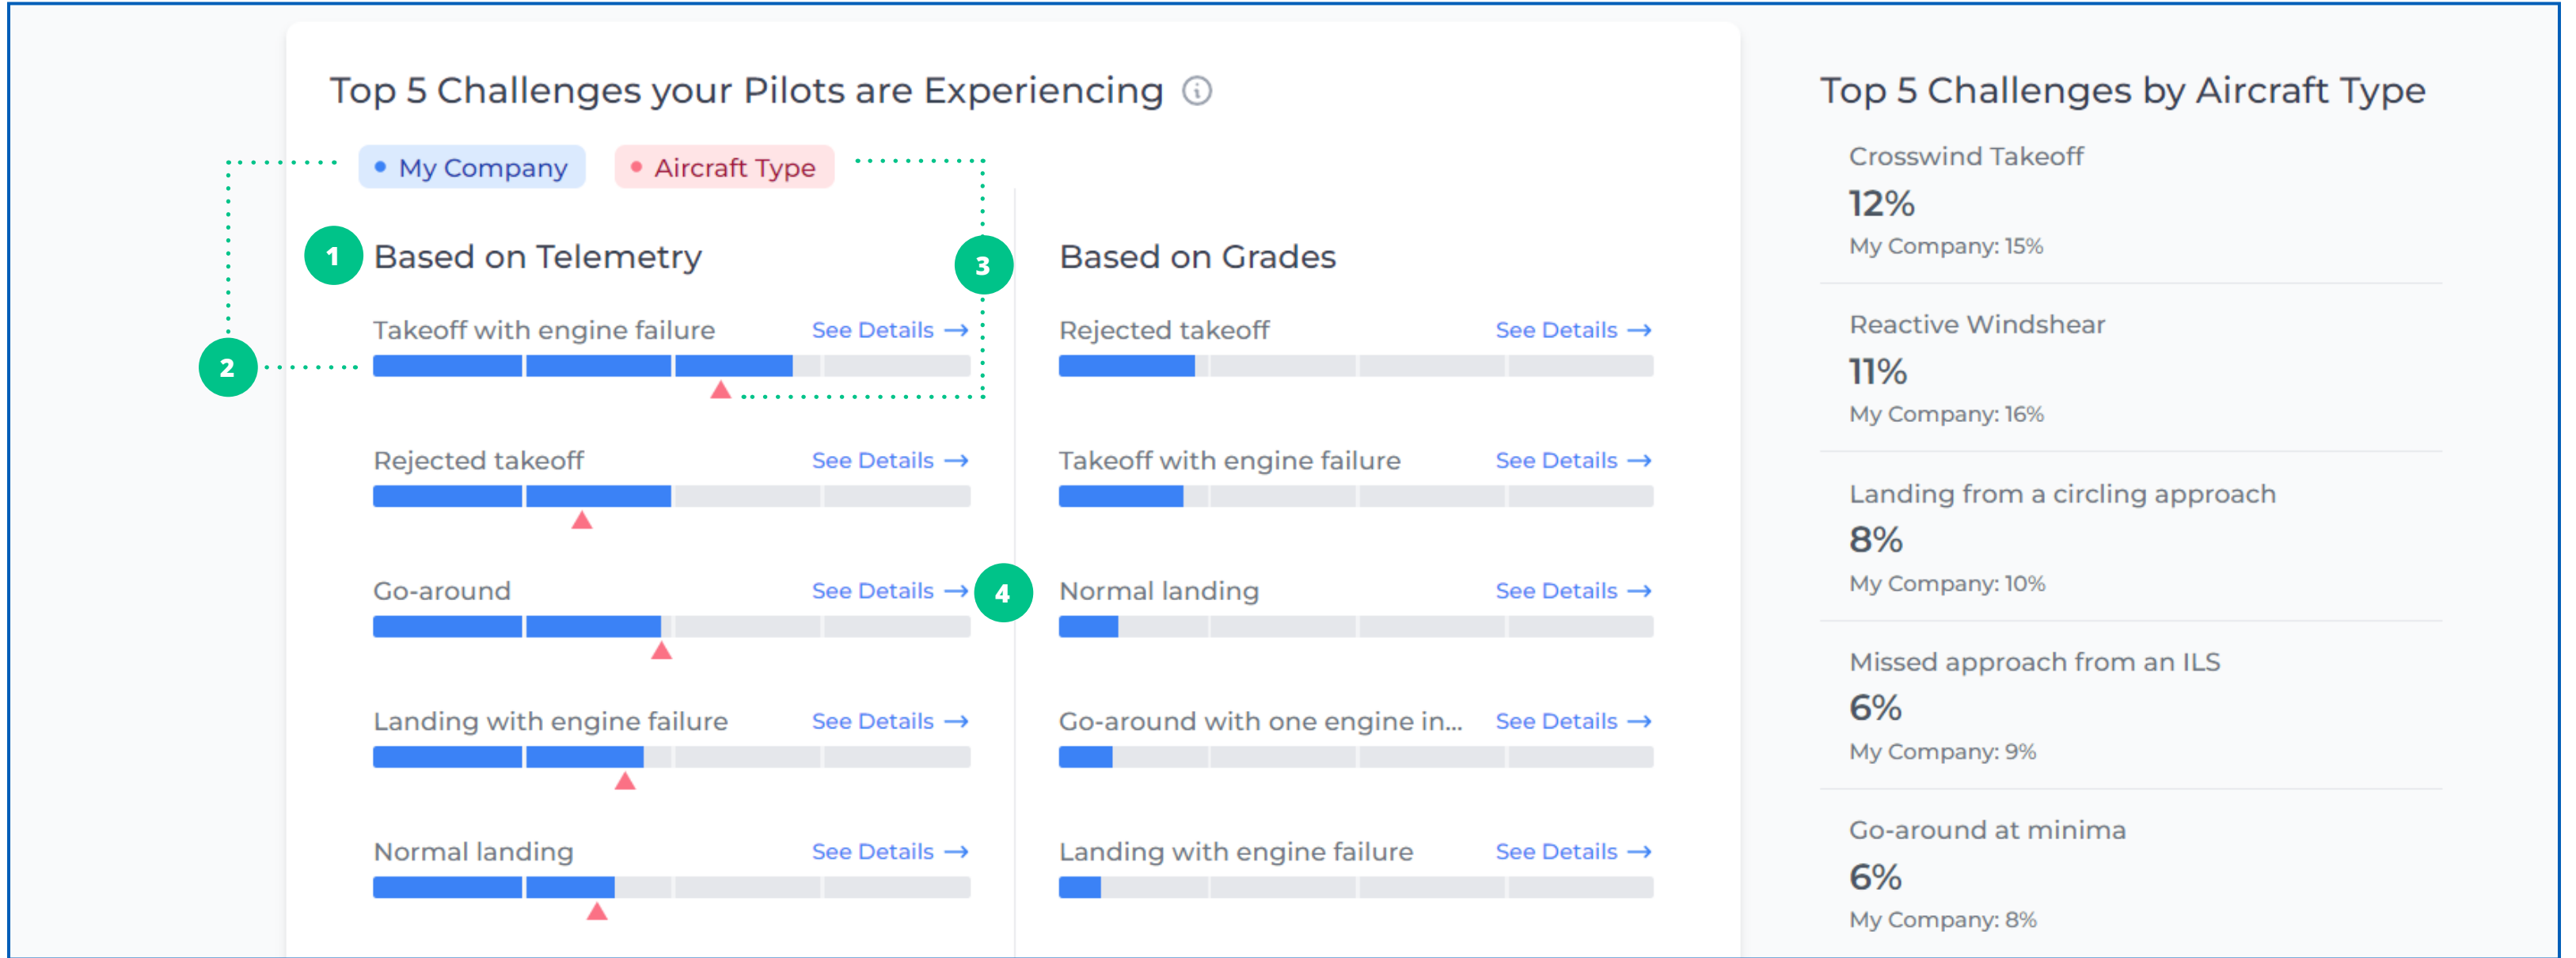 Top 5 Challenges your Pilots are Experiencing
My Company
Aircraft Type
1
Based on Telemetry
2
3
Takeoff with engine failure
See Details →
Rejected takeoff
See Details →
Go-around
See Details →
Landing with engine failure
See Details →
Normal landing
See Details →
4
Based on Grades
Rejected takeoff
See Details →
Takeoff with engine failure
See Details →
Normal landing
See Details →
Go-around with one engine in...
See Details →
Landing with engine failure
See Details →
Top 5 Challenges by Aircraft Type
Crosswind Takeoff
12%
My Company: 15%
Reactive Windshear
11%
My Company: 16%
Landing from a circling approach
8%
My Company: 10%
Missed approach from an ILS
6%
My Company: 9%
Go-around at minima
6%
My Company: 8%